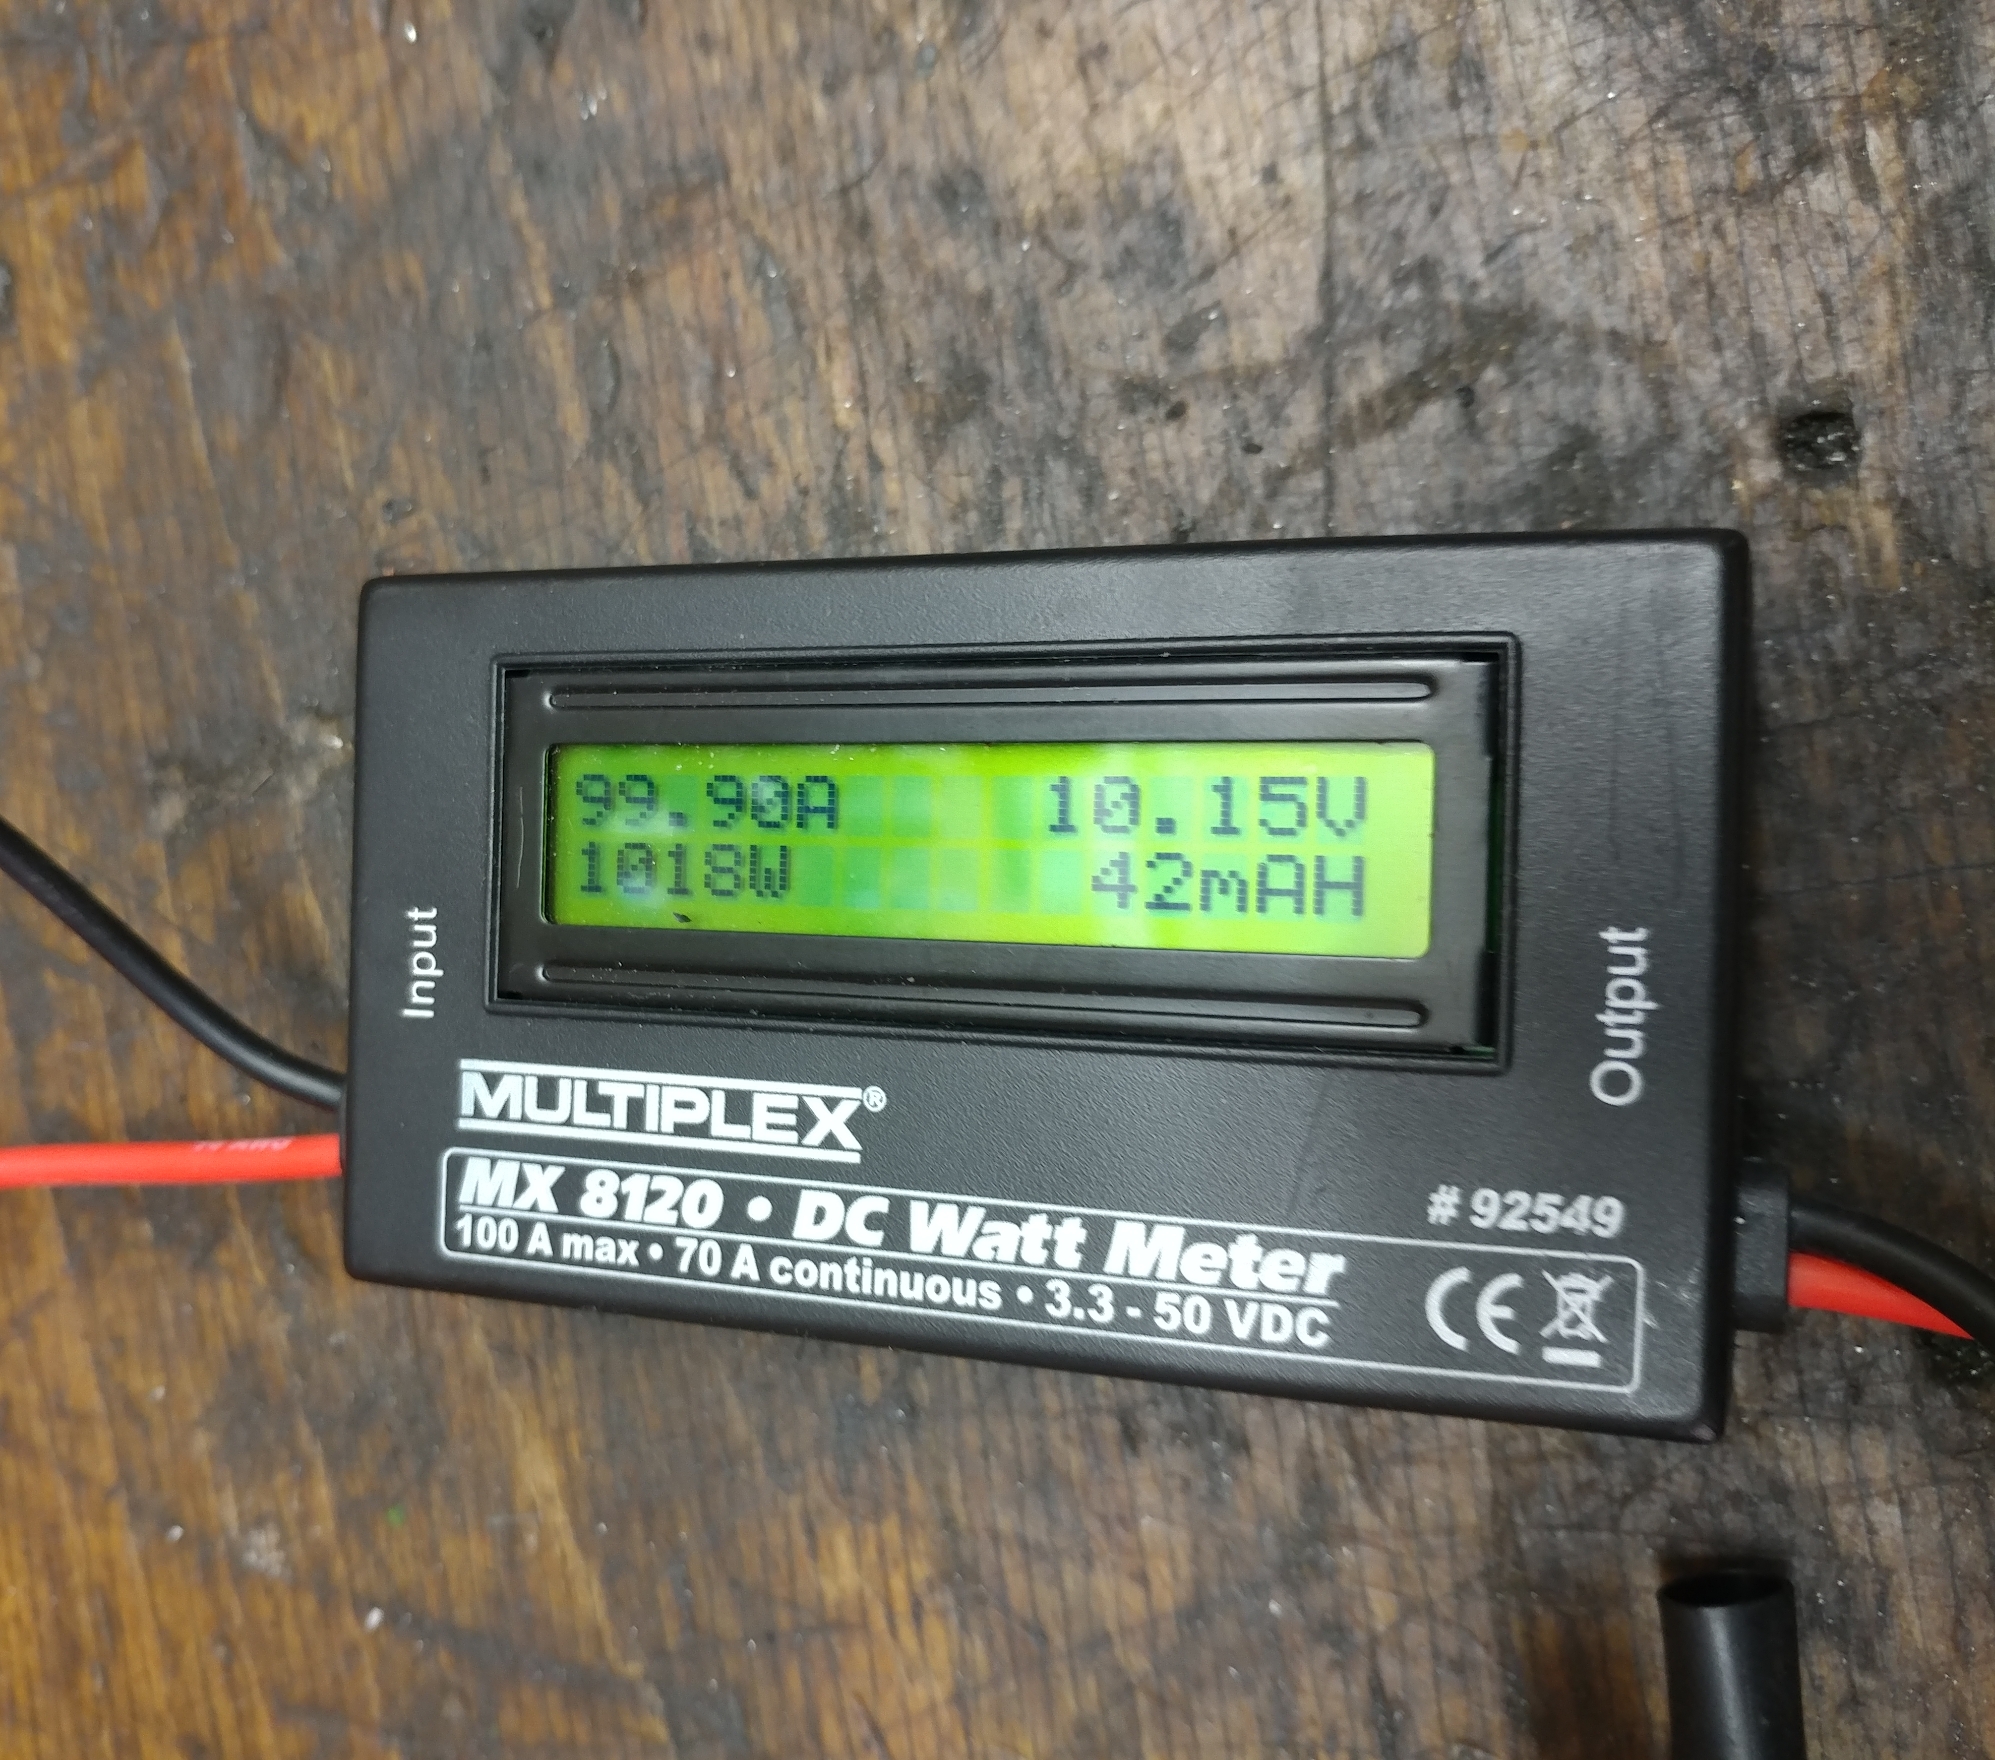 99.90A 10.15V
1018W 42mAH
Input
Output
MULTIPLEX®
# 92549
MX 8120 • DC Watt Meter
100 A max • 70 A continuous • 3.3 - 50 VDC
CE